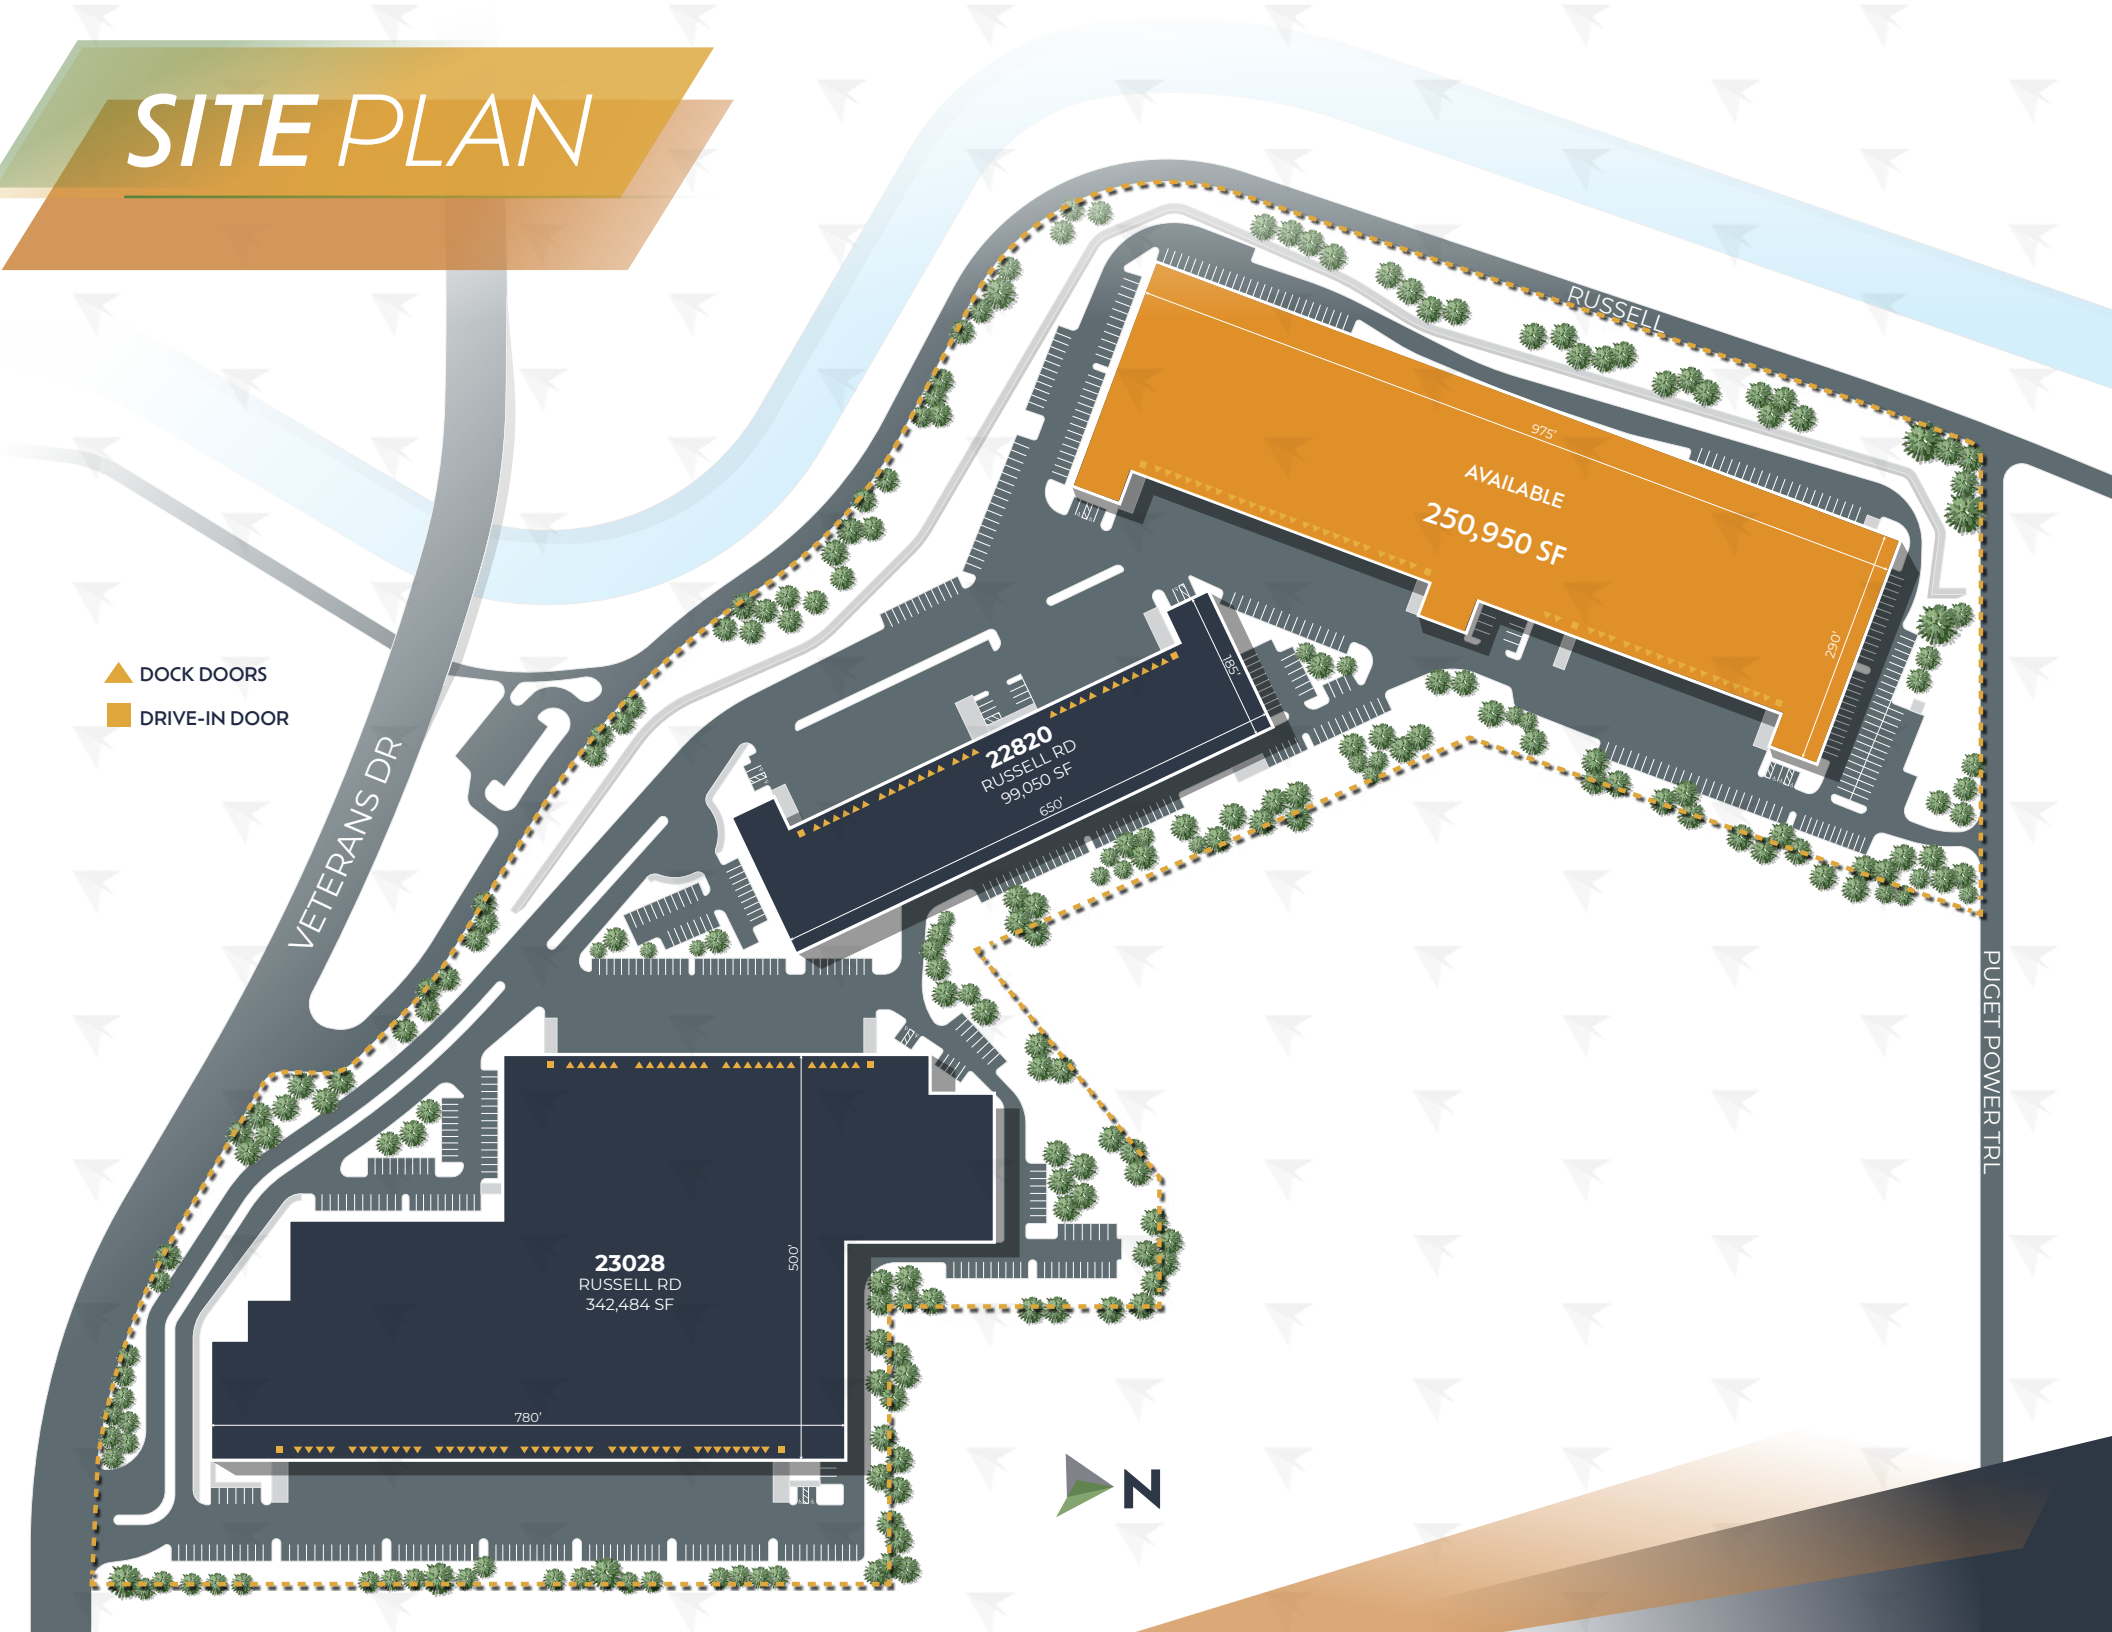 SITE PLAN
RUSSELL
975'
AVAILABLE
250,950 SF
290'
185'
22820
RUSSELL RD
99,050 SF
650'
DOCK DOORS
DRIVE-IN DOOR
VETERANS DR
PUGET POWER TRL
23028
RUSSELL RD
342,484 SF
500'
780'
N